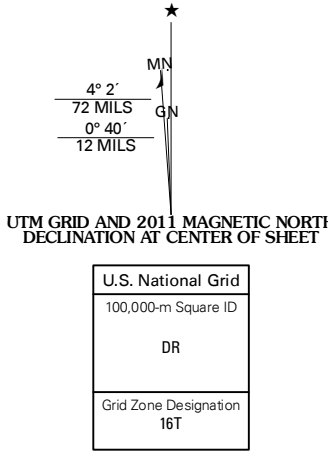 ★
MN
4° 2´
72 MILS
GN
0° 40´
12 MILS
UTM GRID AND 2011 MAGNETIC NORTH
DECLINATION AT CENTER OF SHEET
U.S. National Grid
100,000-m Square ID
DR
Grid Zone Designation
16T